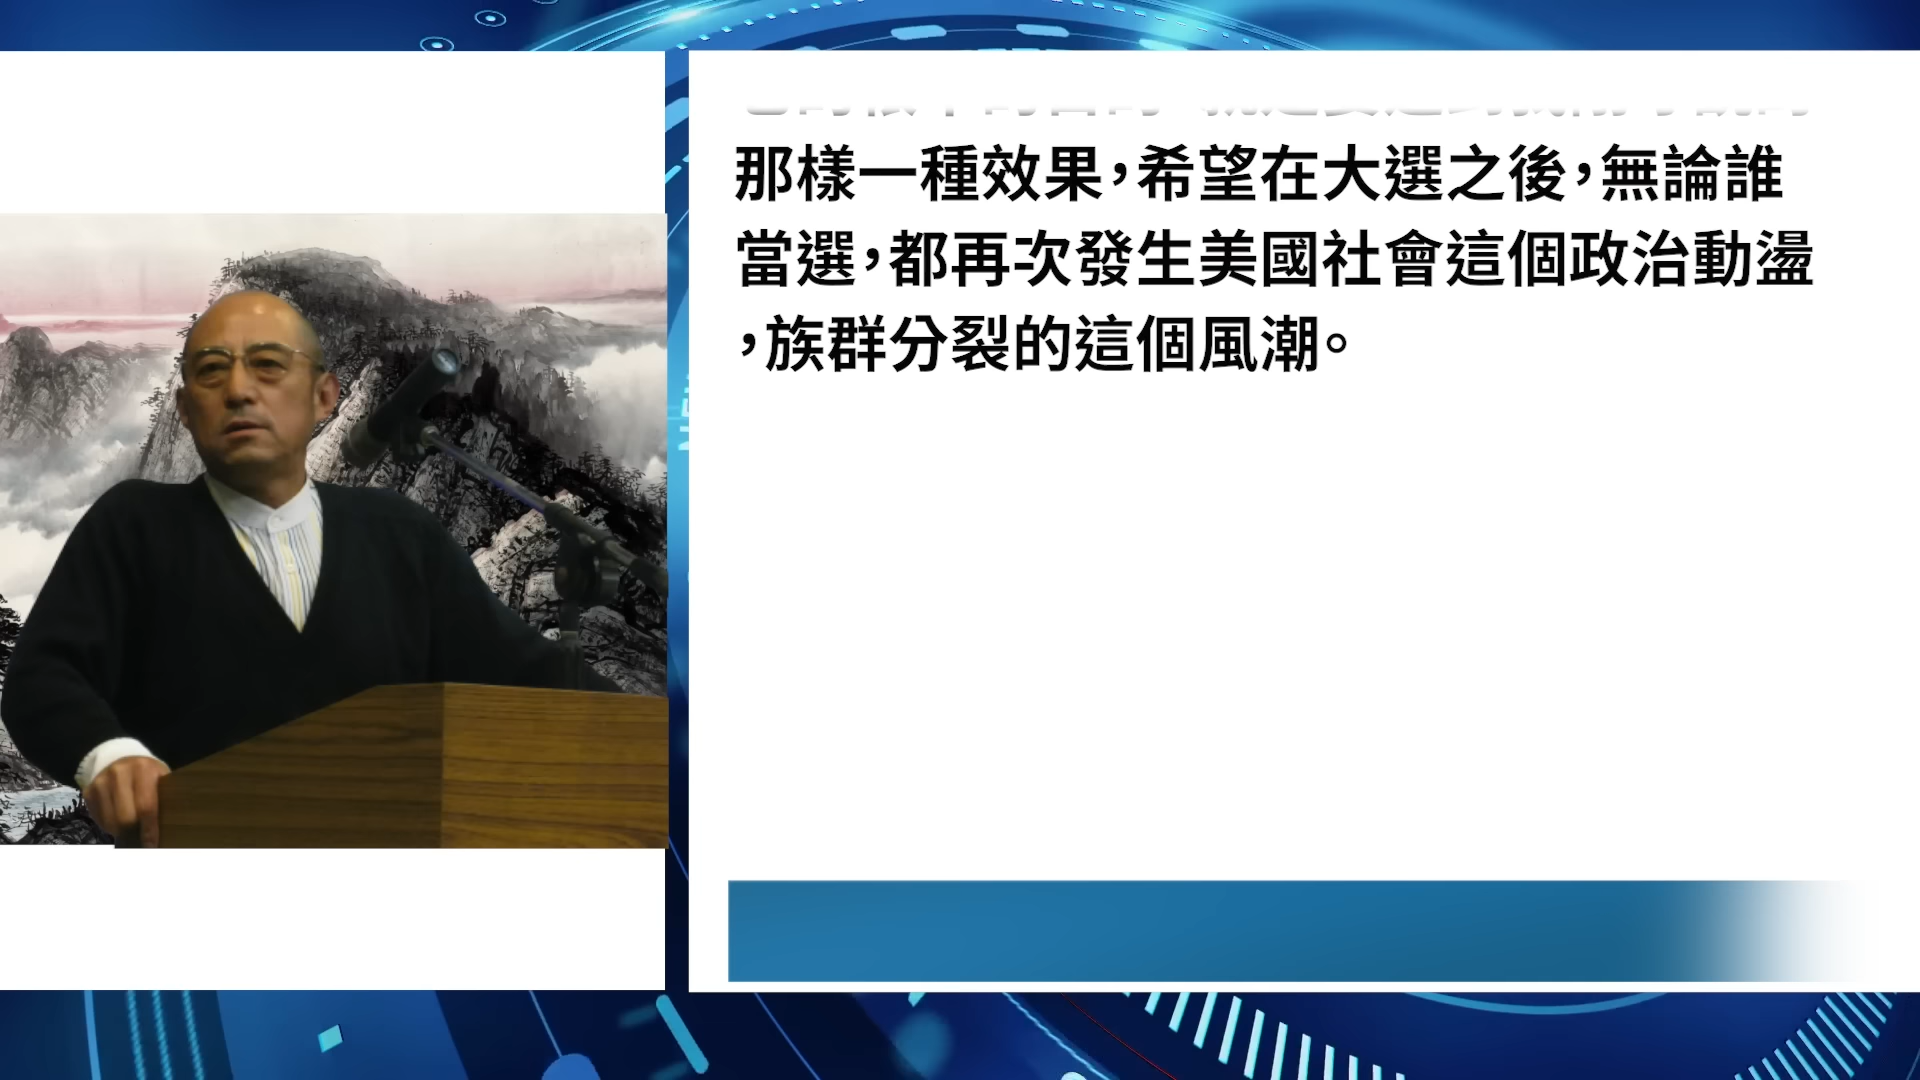 那樣一種效果，希望在大選之後，無論誰
當選，都再次發生美國社會這個政治動盪
，族群分裂的這個風潮。